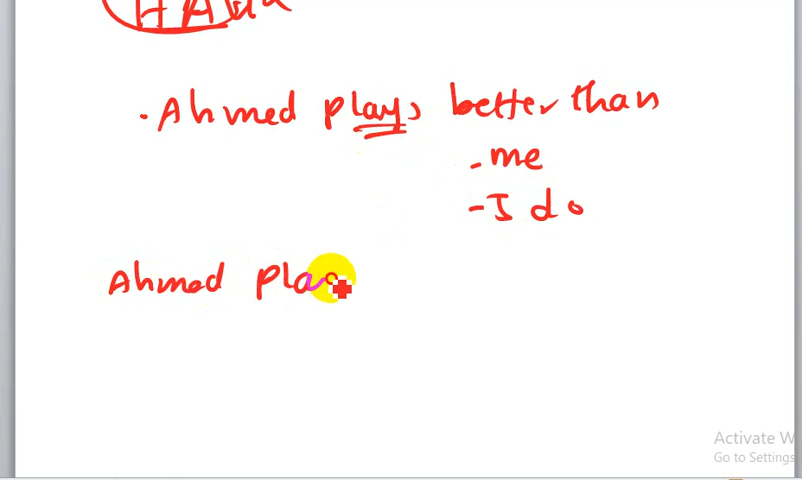 . Ahmed plays better than
- me
- I do
Ahmed Pla
Activate W
Go to Settings